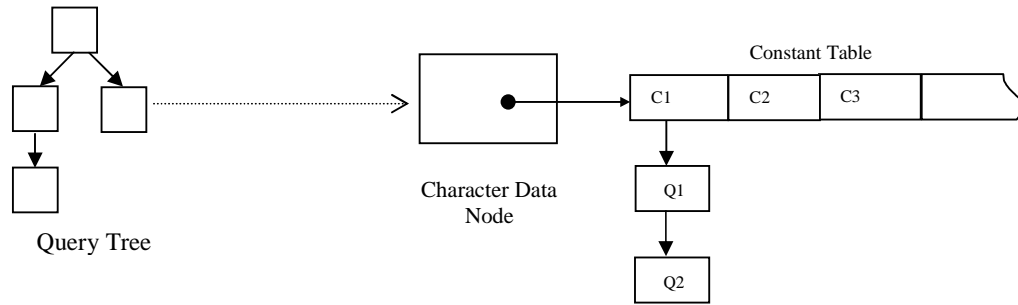 Constant Table
C1
C2
C3
Character Data
Node
Q1
Query Tree
Q2